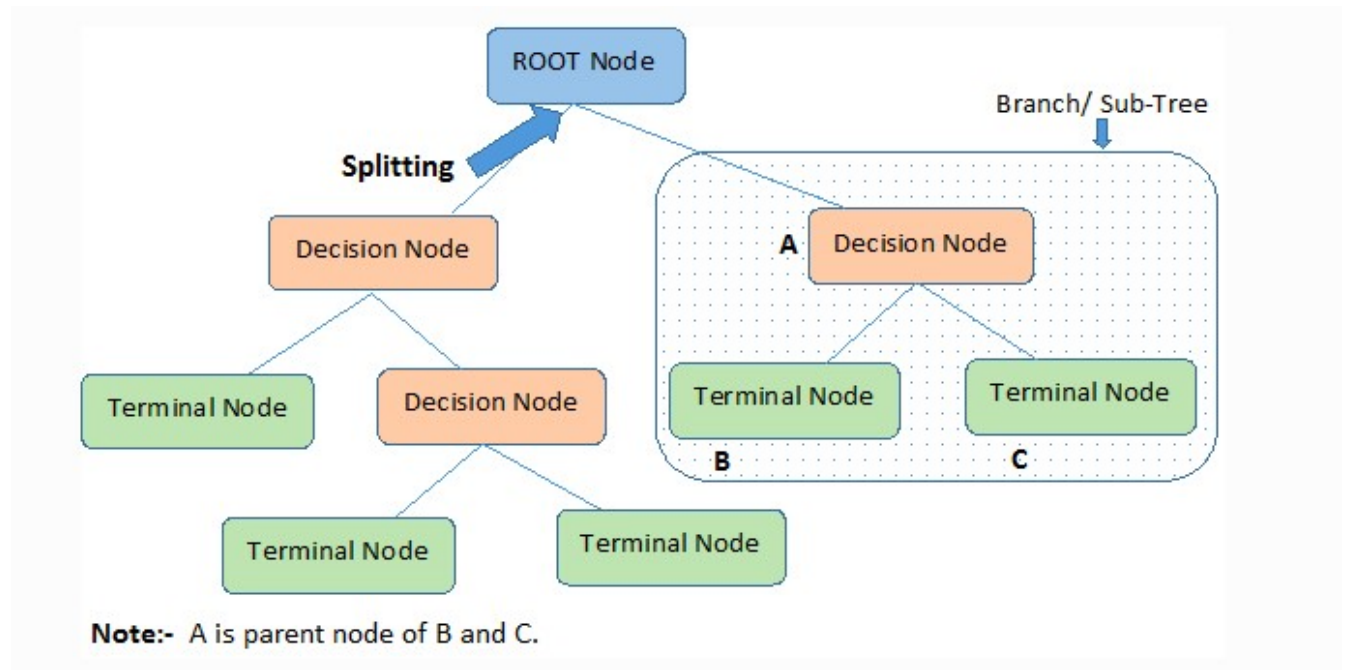 ROOT Node
Branch/ Sub-Tree
Splitting
Decision Node
A
Decision Node
Terminal Node
Decision Node
Terminal Node
Terminal Node
B
C
Terminal Node
Terminal Node
Note:- A is parent node of B and C.